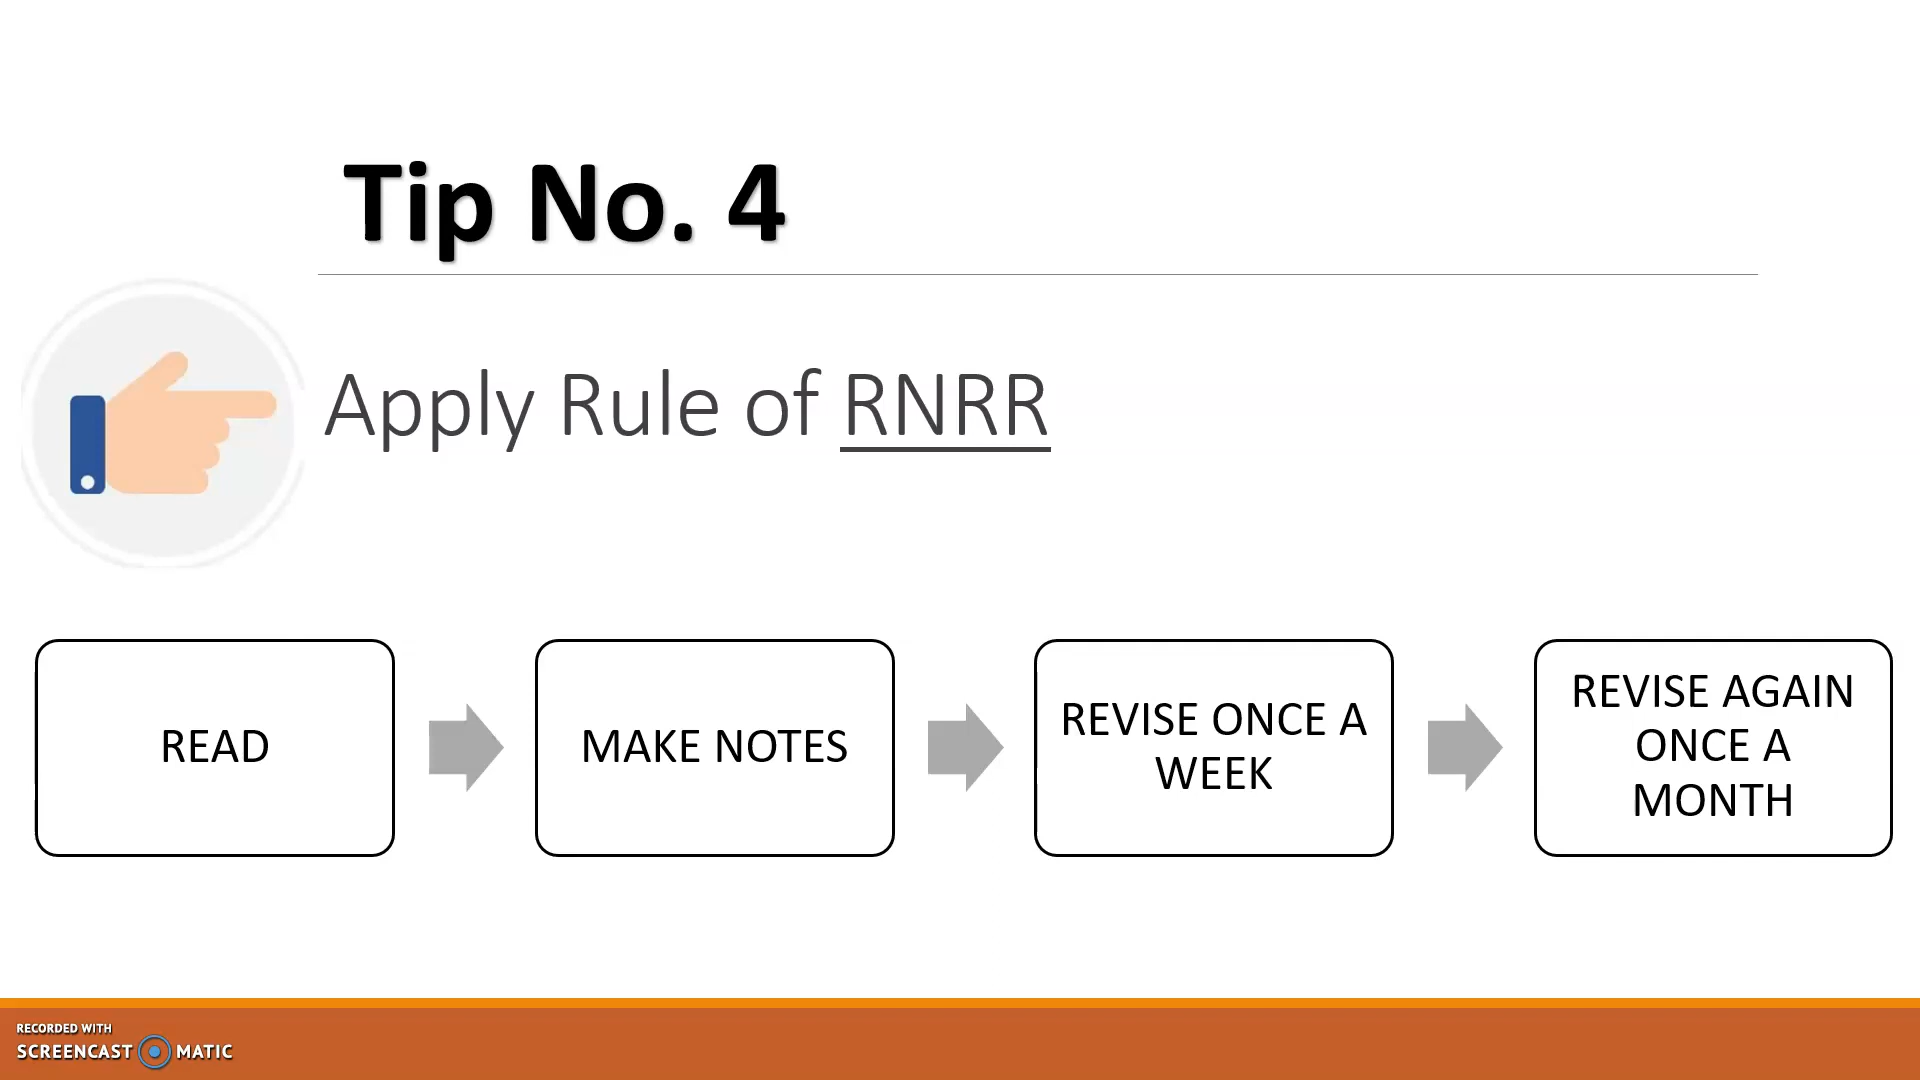 Tip No. 4
Apply Rule of RNRR
READ
MAKE NOTES
REVISE ONCE A
WEEK
REVISE AGAIN
ONCE A
MONTH
RECORDED WITH
SCREENCAST MATIC